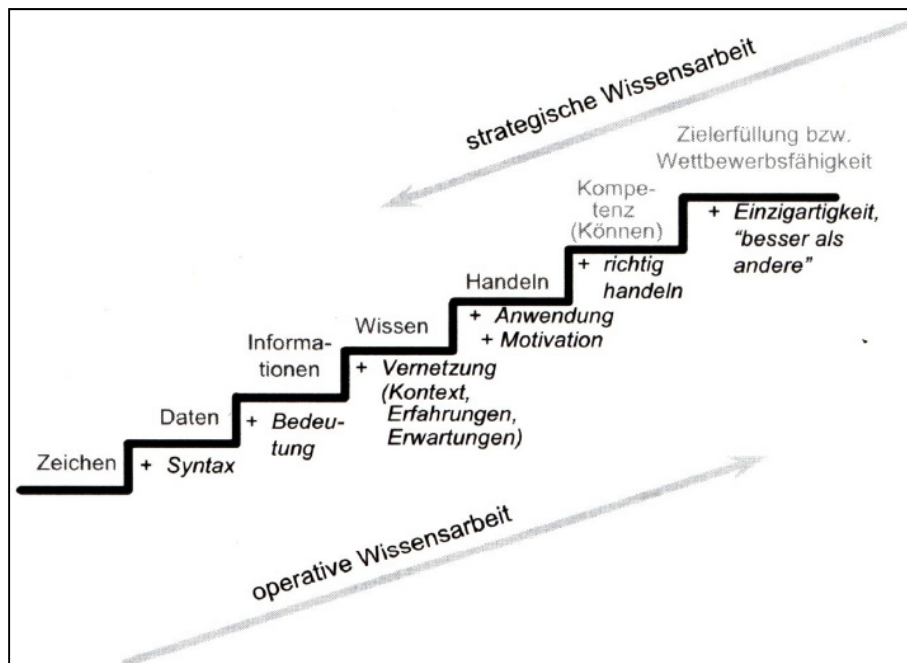 strategische Wissensarbeit
Zielerfüllung bzw.
Wettbewerbsfähigkeit
Kompe-
tenz
(Können)
+ Einzigartigkeit,
"besser als
andere"
+ richtig
handeln
Handeln
+ Anwendung
+ Motivation
Wissen
+ Vernetzung
(Kontext,
Erfahrungen,
Erwartungen)
Informa-
tionen
+ Bedeu-
tung
Daten
+ Syntax
Zeichen
operative Wissensarbeit